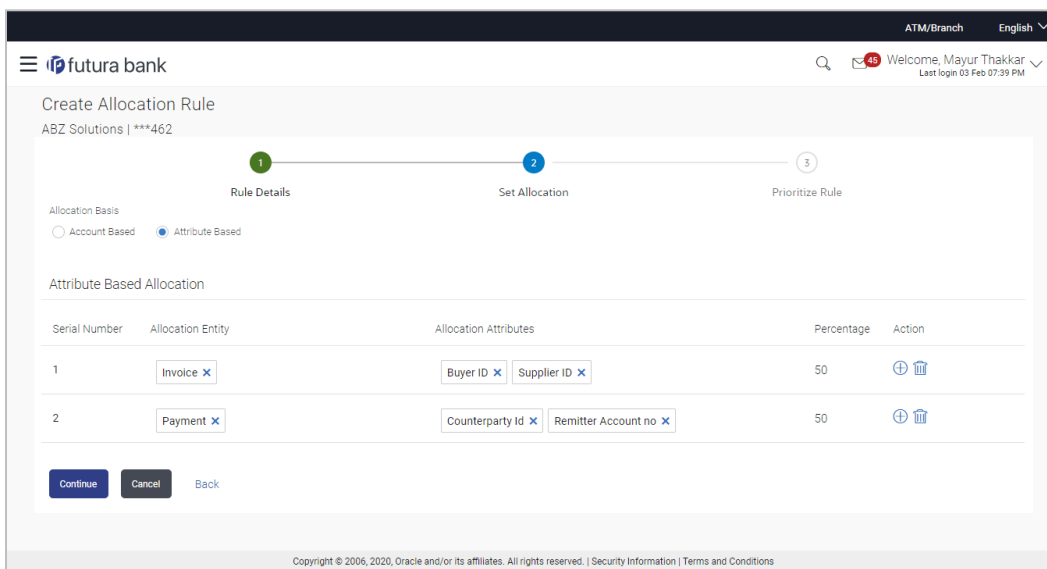 ATM/Branch English
futura bank 45 Welcome, Mayur Thakkar
Last login 03 Feb 07:39 PM
Create Allocation Rule
ABZ Solutions | ***462
1 2 3
Rule Details Set Allocation Prioritize Rule
Allocation Basis
Account Based Attribute Based
Attribute Based Allocation
Serial Number Allocation Entity Allocation Attributes Percentage Action
1 Invoice Buyer ID Supplier ID 50
2 Payment Counterparty Id Remitter Account no 50
Continue Cancel Back
Copyright © 2006, 2020, Oracle and/or its affiliates. All rights reserved. | Security Information | Terms and Conditions